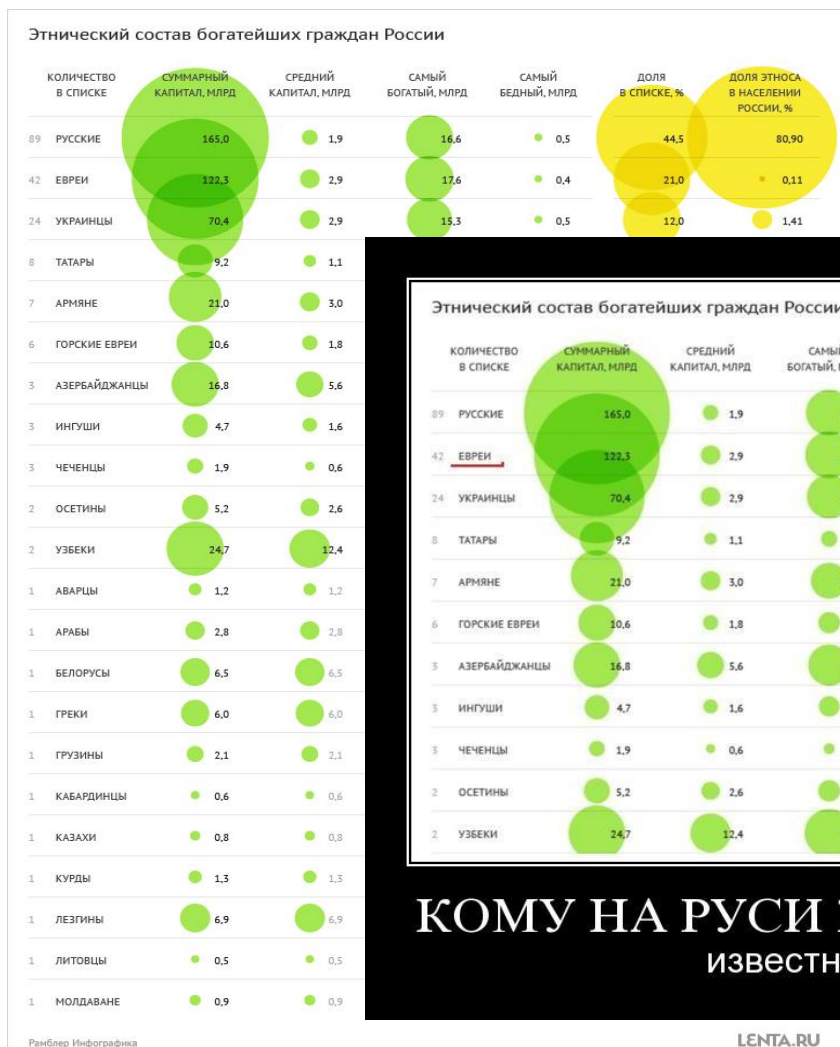 Этнический состав богатейших граждан России
КОЛИЧЕСТВО В СПИСКЕ СУММАРНЫЙ КАПИТАЛ, МЛРД СРЕДНИЙ КАПИТАЛ, МЛРД САМЫЙ БОГАТЫЙ, МЛРД САМЫЙ БЕДНЫЙ, МЛРД ДОЛЯ В СПИСКЕ, % ДОЛЯ ЭТНОСА В НАСЕЛЕНИИ РОССИИ, %
89 РУССКИЕ 165,0 1,9 16,6 0,5 44,5 80,90
42 ЕВРЕИ 122,3 2,9 17,6 0,4 21,0 0,11
24 УКРАИНЦЫ 70,4 2,9 15,3 0,5 12,0 1,41
8 ТАТАРЫ 9,2 1,1
7 АРМЯНЕ 21,0 3,0
6 ГОРСКИЕ ЕВРЕИ 10,6 1,8
3 АЗЕРБАЙДЖАНЦЫ 16,8 5,6
3 ИНГУШИ 4,7 1,6
3 ЧЕЧЕНЦЫ 1,9 0,6
2 ОСЕТИНЫ 5,2 2,6
2 УЗБЕКИ 24,7 12,4
1 АВАРЦЫ 1,2 1,2
1 АРАБЫ 2,8 2,8
1 БЕЛОРУСЫ 6,5 6,5
1 ГРЕКИ 6,0 6,0
1 ГРУЗИНЫ 2,1 2,1
1 КАБАРДИНЦЫ 0,6 0,6
1 КАЗАХИ 0,8 0,8
1 КУРДЫ 1,3 1,3
1 ЛЕЗГИНЫ 6,9 6,9
1 ЛИТОВЦЫ 0,5 0,5
1 МОЛДАВАНЕ 0,9 0,9
Рамблер Инфографика
LENTA.RU
Этнический состав богатейших граждан России
КОЛИЧЕСТВО В СПИСКЕ СУММАРНЫЙ КАПИТАЛ, МЛРД СРЕДНИЙ КАПИТАЛ, МЛРД САМЫЙ БОГАТЫЙ,
89 РУССКИЕ 165,0 1,9
42 ЕВРЕИ 122,3 2,9
24 УКРАИНЦЫ 70,4 2,9
8 ТАТАРЫ 9,2 1,1
7 АРМЯНЕ 21,0 3,0
6 ГОРСКИЕ ЕВРЕИ 10,6 1,8
3 АЗЕРБАЙДЖАНЦЫ 16,8 5,6
3 ИНГУШИ 4,7 1,6
3 ЧЕЧЕНЦЫ 1,9 0,6
2 ОСЕТИНЫ 5,2 2,6
2 УЗБЕКИ 24,7 12,4
КОМУ НА РУСИ
известн